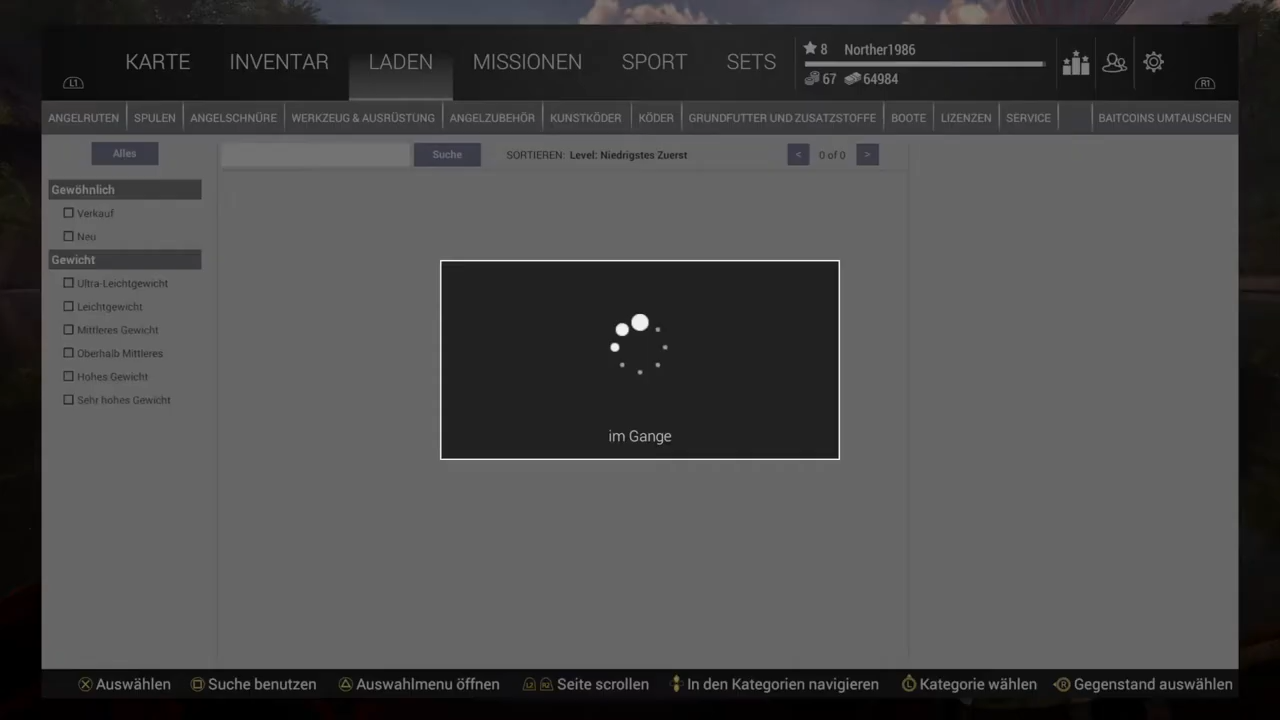 KARTE INVENTAR LADEN MISSIONEN SPORT SETS
8 Norther1986
67 64984
L1 R1
ANGELRUTEN SPULEN ANGELSCHNÜRE WERKZEUG & AUSRÜSTUNG ANGELZUBEHÖR KUNSTKÖDER KÖDER GRUNDFUTTER UND ZUSATZSTOFFE BOOTE LIZENZEN SERVICE BAITCOINS UMTAUSCHEN
Alles Suche SORTIEREN: Level: Niedrigstes Zuerst < 0 of 0 >
Gewöhnlich
Verkauf
Neu
Gewicht
Ultra-Leichtgewicht
Leichtgewicht
Mittleres Gewicht
Oberhalb Mittleres
Hohes Gewicht
Sehr hohes Gewicht
im Gange
Auswählen Suche benutzen Auswahlmenu öffnen L2 R2 Seite scrollen In den Kategorien navigieren L Kategorie wählen R Gegenstand auswählen